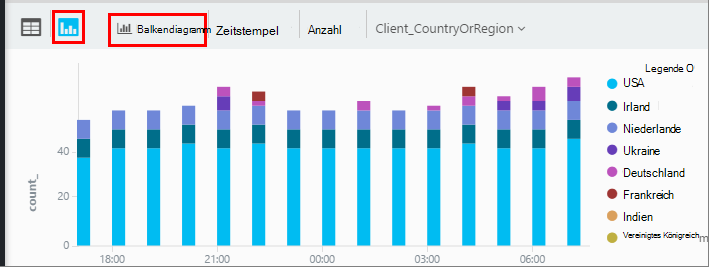 Balkendiagramm Zeitstempel Anzahl Client_CountryOrRegion
Legende O
USA
Irland
Niederlande
Ukraine
Deutschland
Frankreich
Indien
Vereinigtes Königreich m
count_
40
20
0
18:00 21:00 00:00 03:00 06:00